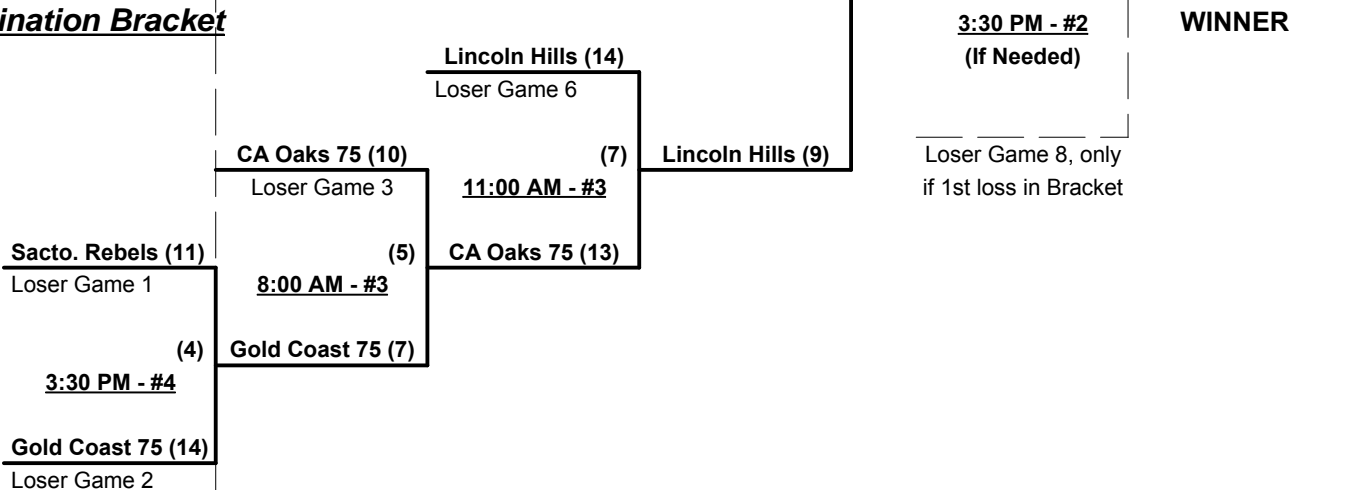 ination Bracket
3:30 PM - #2
WINNER
(If Needed)
Lincoln Hills (14)
Loser Game 6
CA Oaks 75 (10)
(7)
Lincoln Hills (9)
Loser Game 8, only
if 1st loss in Bracket
Loser Game 3
11:00 AM - #3
Sacto. Rebels (11)
(5)
CA Oaks 75 (13)
Loser Game 1
8:00 AM - #3
(4)
Gold Coast 75 (7)
3:30 PM - #4
Gold Coast 75 (14)
Loser Game 2